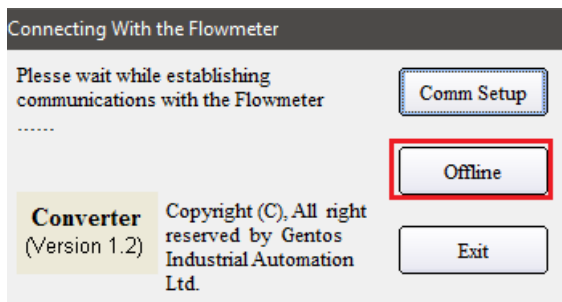 Connecting With the Flowmeter
Plesse wait while establishing
communications with the Flowmeter
......
Comm Setup
Offline
Converter
(Version 1.2)
Copyright (C), All right
reserved by Gentos
Industrial Automation
Ltd.
Exit